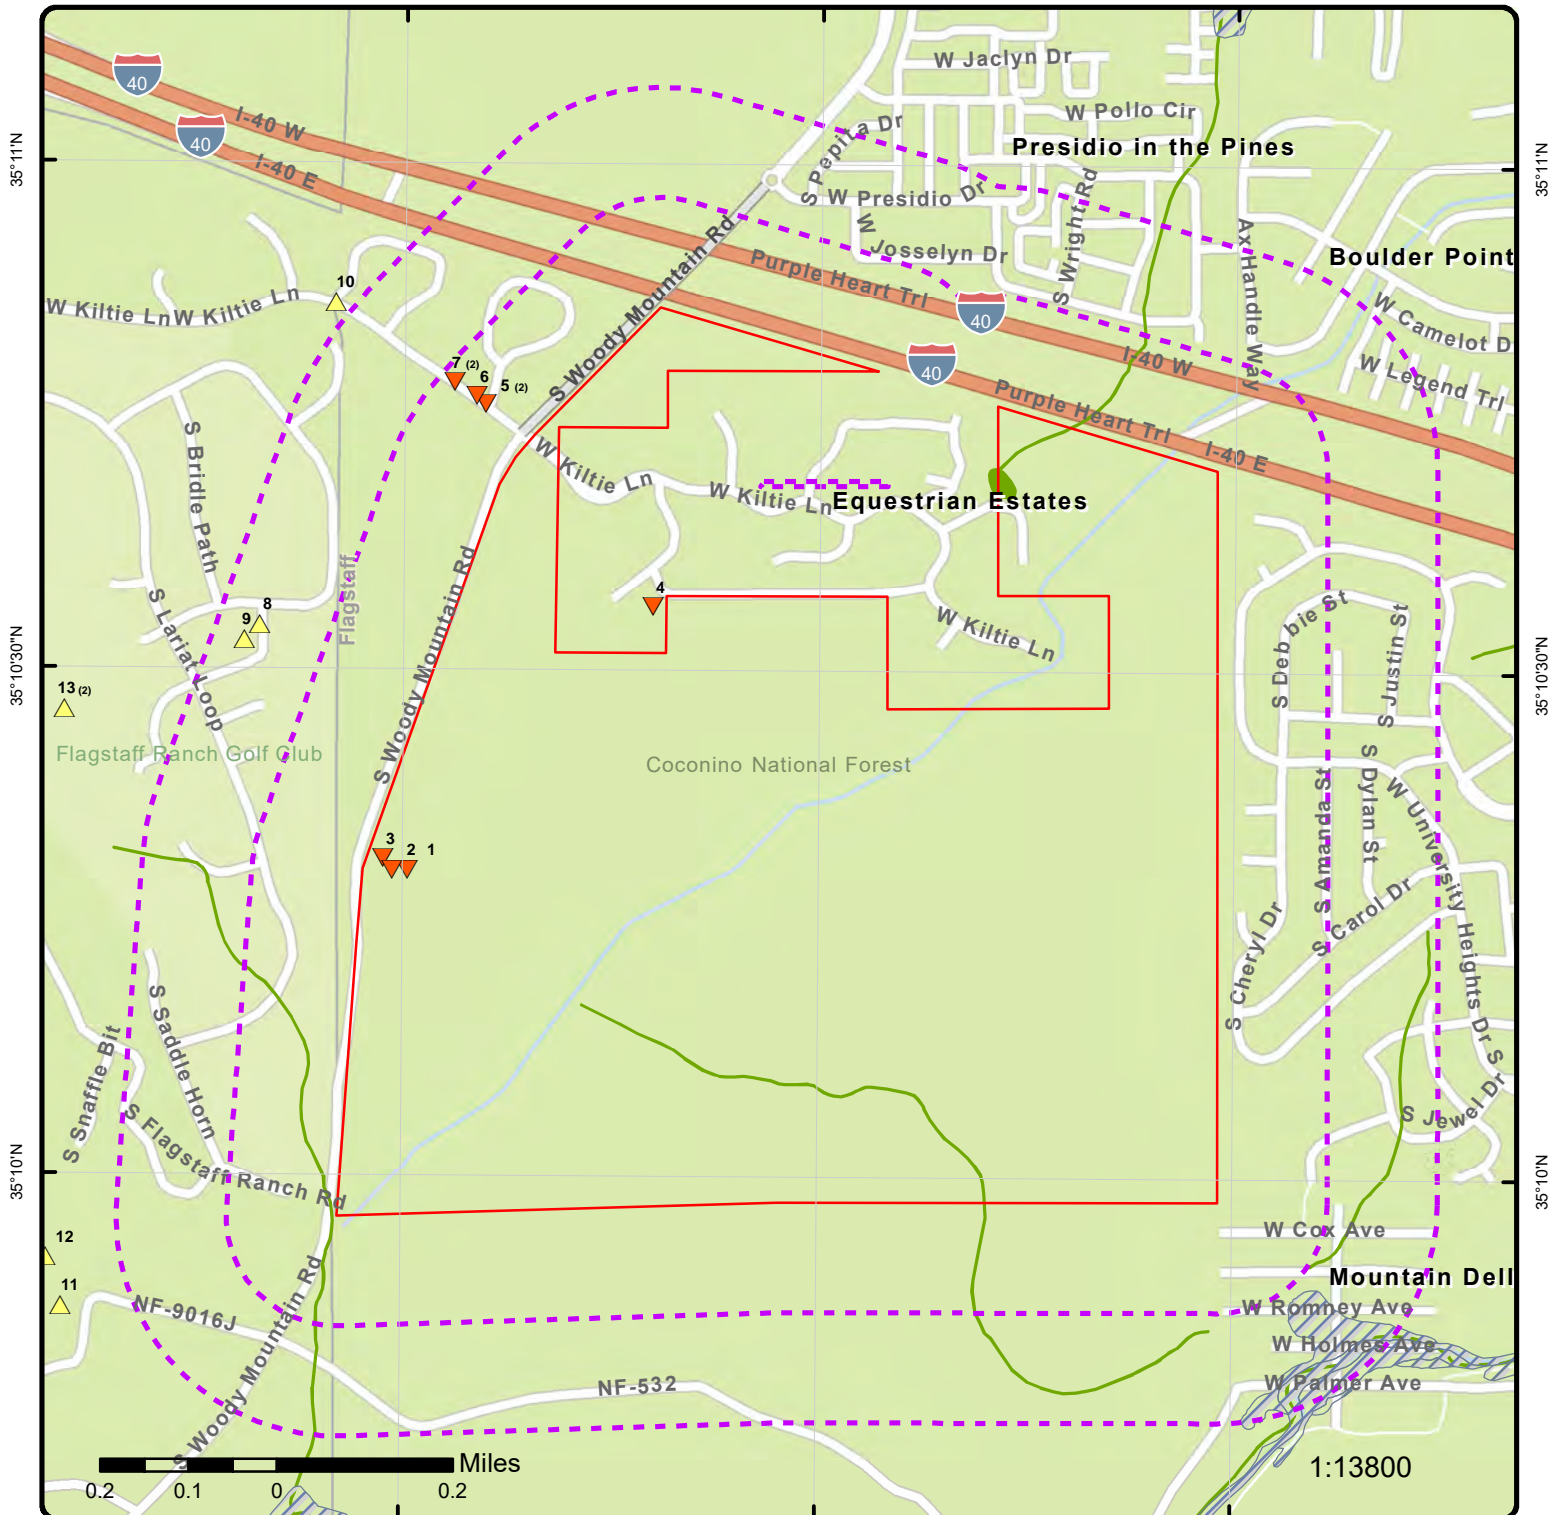 W Jaclyn Dr
40
I-40 W
W Pollo Cir
S Pepita Dr
40
Presidio in the Pines
35°11'N
35°11'N
I-40 E
W Presidio Dr
S Wright Rd
W Josselyn Dr
Axhandle Way
Boulder Point
S Woody Mountain Rd
Purple Heart Trl
10
W Kiltie Ln
W Kiltie Ln
40
W Camelot D
7 (2)
6
5 (2)
40
I-40 W
W Legend Trl
Purple Heart Trl
I-40 E
S Bridle Path
W Kiltie Ln
W Kiltie Ln
Equestrian Estates
Flagstaff
S Woody Mountain Rd
4
8
9
S Lariat Loop
W Kiltie Ln
S Debbie St
S Justin St
35°10'30"N
35°10'30"N
13 (2)
Flagstaff Ranch Golf Club
Coconino National Forest
S Amanda St
S Dylan St
W University Heights Dr S
3
2
1
S Carol Dr
S Cheryl Dr
S Saddle Horn
S Snaffle Bit
S Jewel Dr
S Flagstaff Ranch Rd
35°10'N
35°10'N
12
W Cox Ave
11
Mountain Dell
NF-9016J
W Romney Ave
W Holmes Ave
S Woody Mountain Rd
NF-532
W Palmer Ave
Miles
1:13800
0.2
0.1
0
0.2